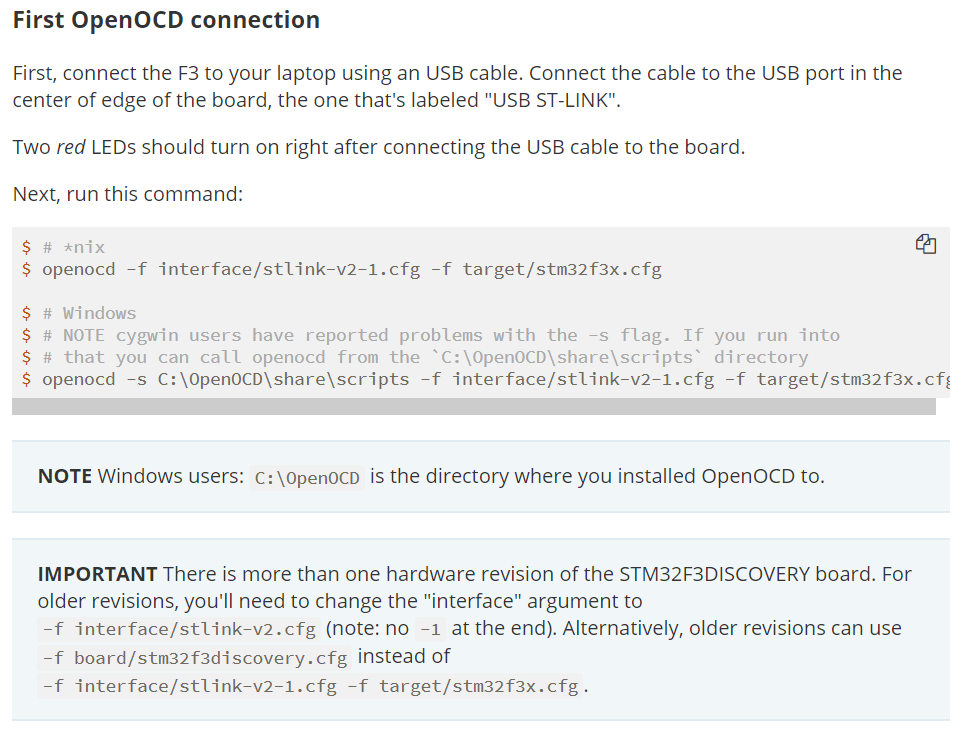 First OpenOCD connection
First, connect the F3 to your laptop using an USB cable. Connect the cable to the USB port in the
center of edge of the board, the one that's labeled "USB ST-LINK".
Two red LEDs should turn on right after connecting the USB cable to the board.
Next, run this command:
$ # *nix
$ openocd -f interface/stlink-v2-1.cfg -f target/stm32f3x.cfg
$ # Windows
$ # NOTE cygwin users have reported problems with the -s flag. If you run into
$ # that you can call openocd from the `C:\OpenOCD\share\scripts` directory
$ openocd -s C:\OpenOCD\share\scripts -f interface/stlink-v2-1.cfg -f target/stm32f3x.cfg
NOTE Windows users: C:\OpenOCD is the directory where you installed OpenOCD to.
IMPORTANT There is more than one hardware revision of the STM32F3DISCOVERY board. For
older revisions, you'll need to change the "interface" argument to
-f interface/stlink-v2.cfg (note: no -1 at the end). Alternatively, older revisions can use
-f board/stm32f3discovery.cfg instead of
-f interface/stlink-v2-1.cfg -f target/stm32f3x.cfg.